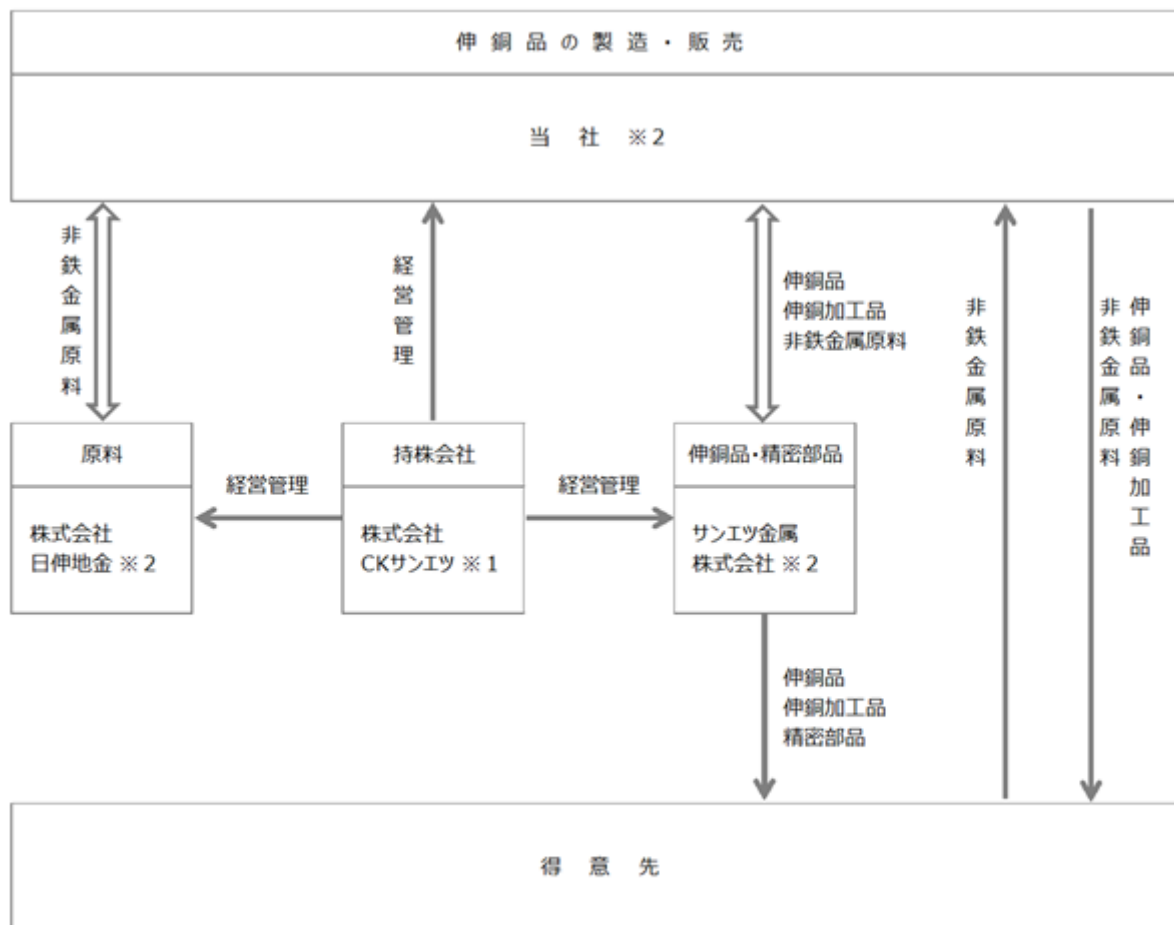 伸銅品の製造・販売
当社 ※2
非鉄金属原料
経営管理
伸銅品
伸銅加工品
非鉄金属原料
非鉄金属原料
伸銅品・伸銅加工品
非鉄金属原料
原料
株式会社
日伸地金 ※2
経営管理
持株会社
株式会社
CKサンエツ ※1
経営管理
伸銅品・精密部品
サンエツ金属
株式会社 ※2
伸銅品
伸銅加工品
精密部品
得意先